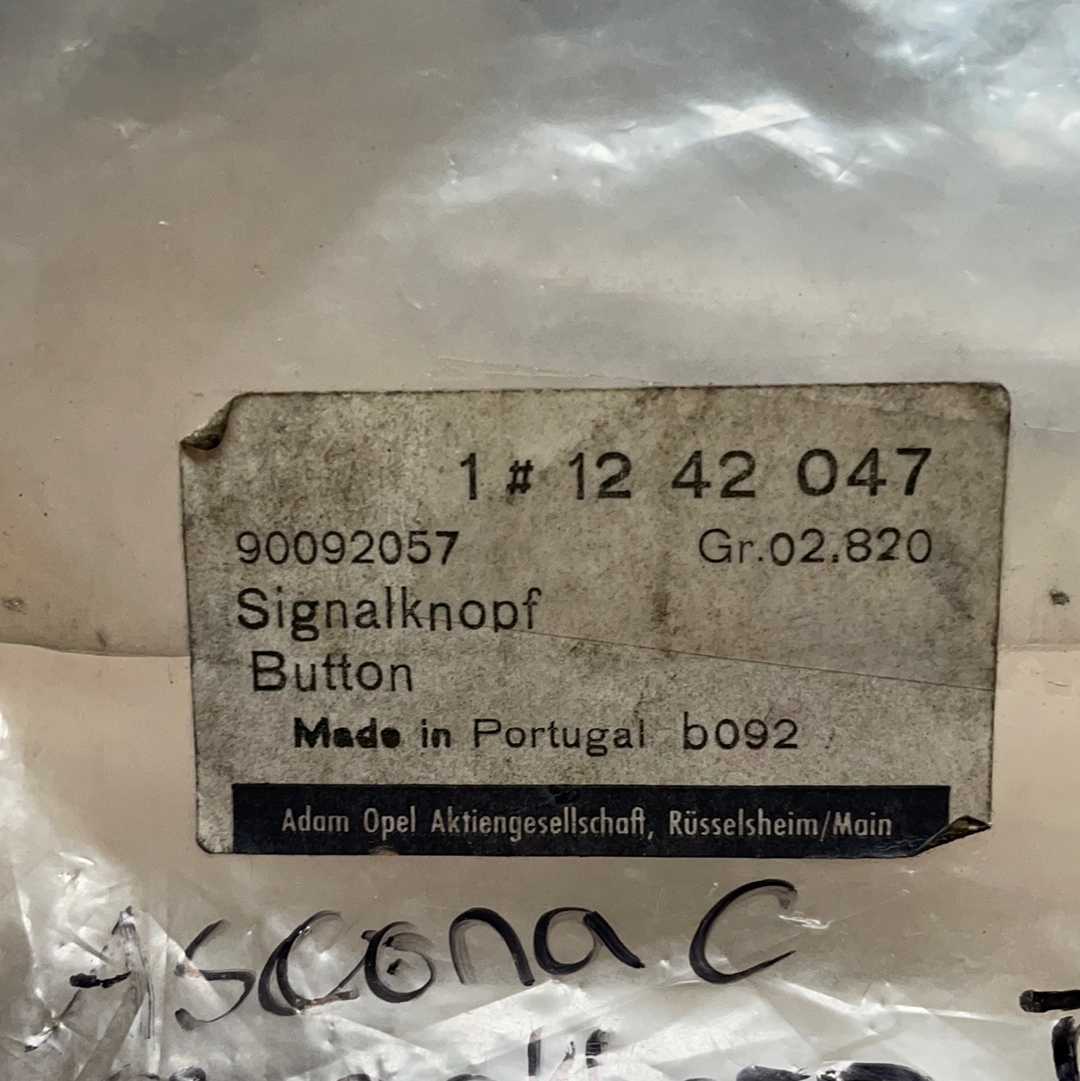 1 # 12 42 047
90092057 Gr.02.820
Signalknopf
Button
Made in Portugal b092
Adam Opel Aktiengesellschaft, Rüsselsheim/Main
Ascona C